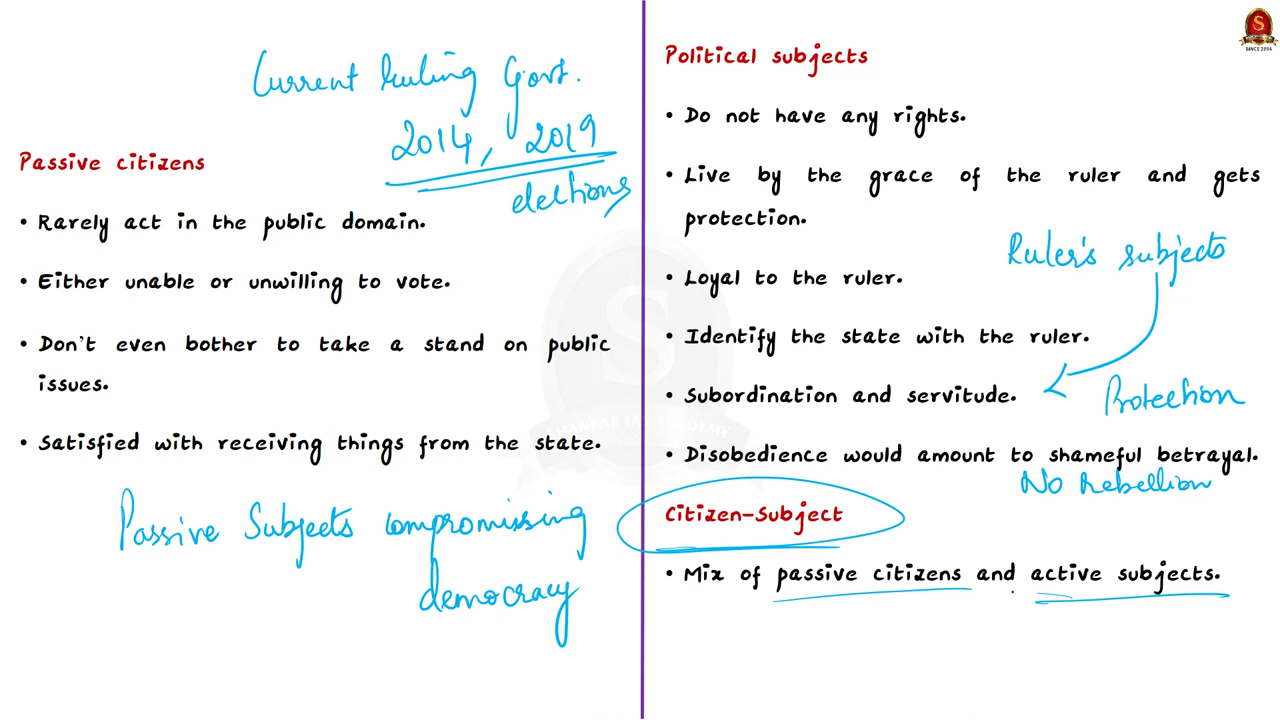 Current Ruling Govt.
2014, 2019
elections
Passive citizens
• Rarely act in the public domain.
• Either unable or unwilling to vote.
• Don't even bother to take a stand on public
issues.
• Satisfied with receiving things from the state.
Passive Subjects compromissing
democracy
Political subjects
• Do not have any rights.
• Live by the grace of the ruler and gets
protection.
Ruler's subjects
• Loyal to the ruler.
• Identify the state with the ruler.
• Subordination and servitude.
Protection
• Disobedience would amount to shameful betrayal.
No Rebellion
Citizen-Subject
• Mix of passive citizens and active subjects.
S
SINCE 2004